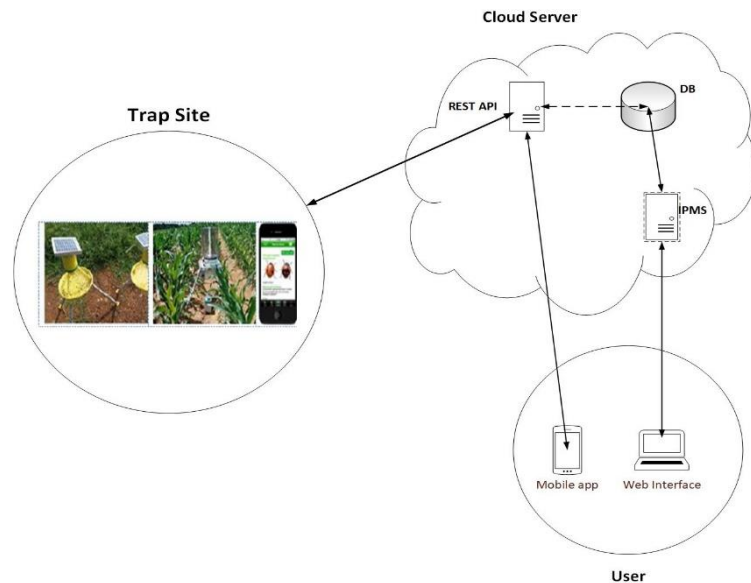 Cloud Server
Trap Site
REST API
DB
IPMS
Mobile app
Web Interface
User